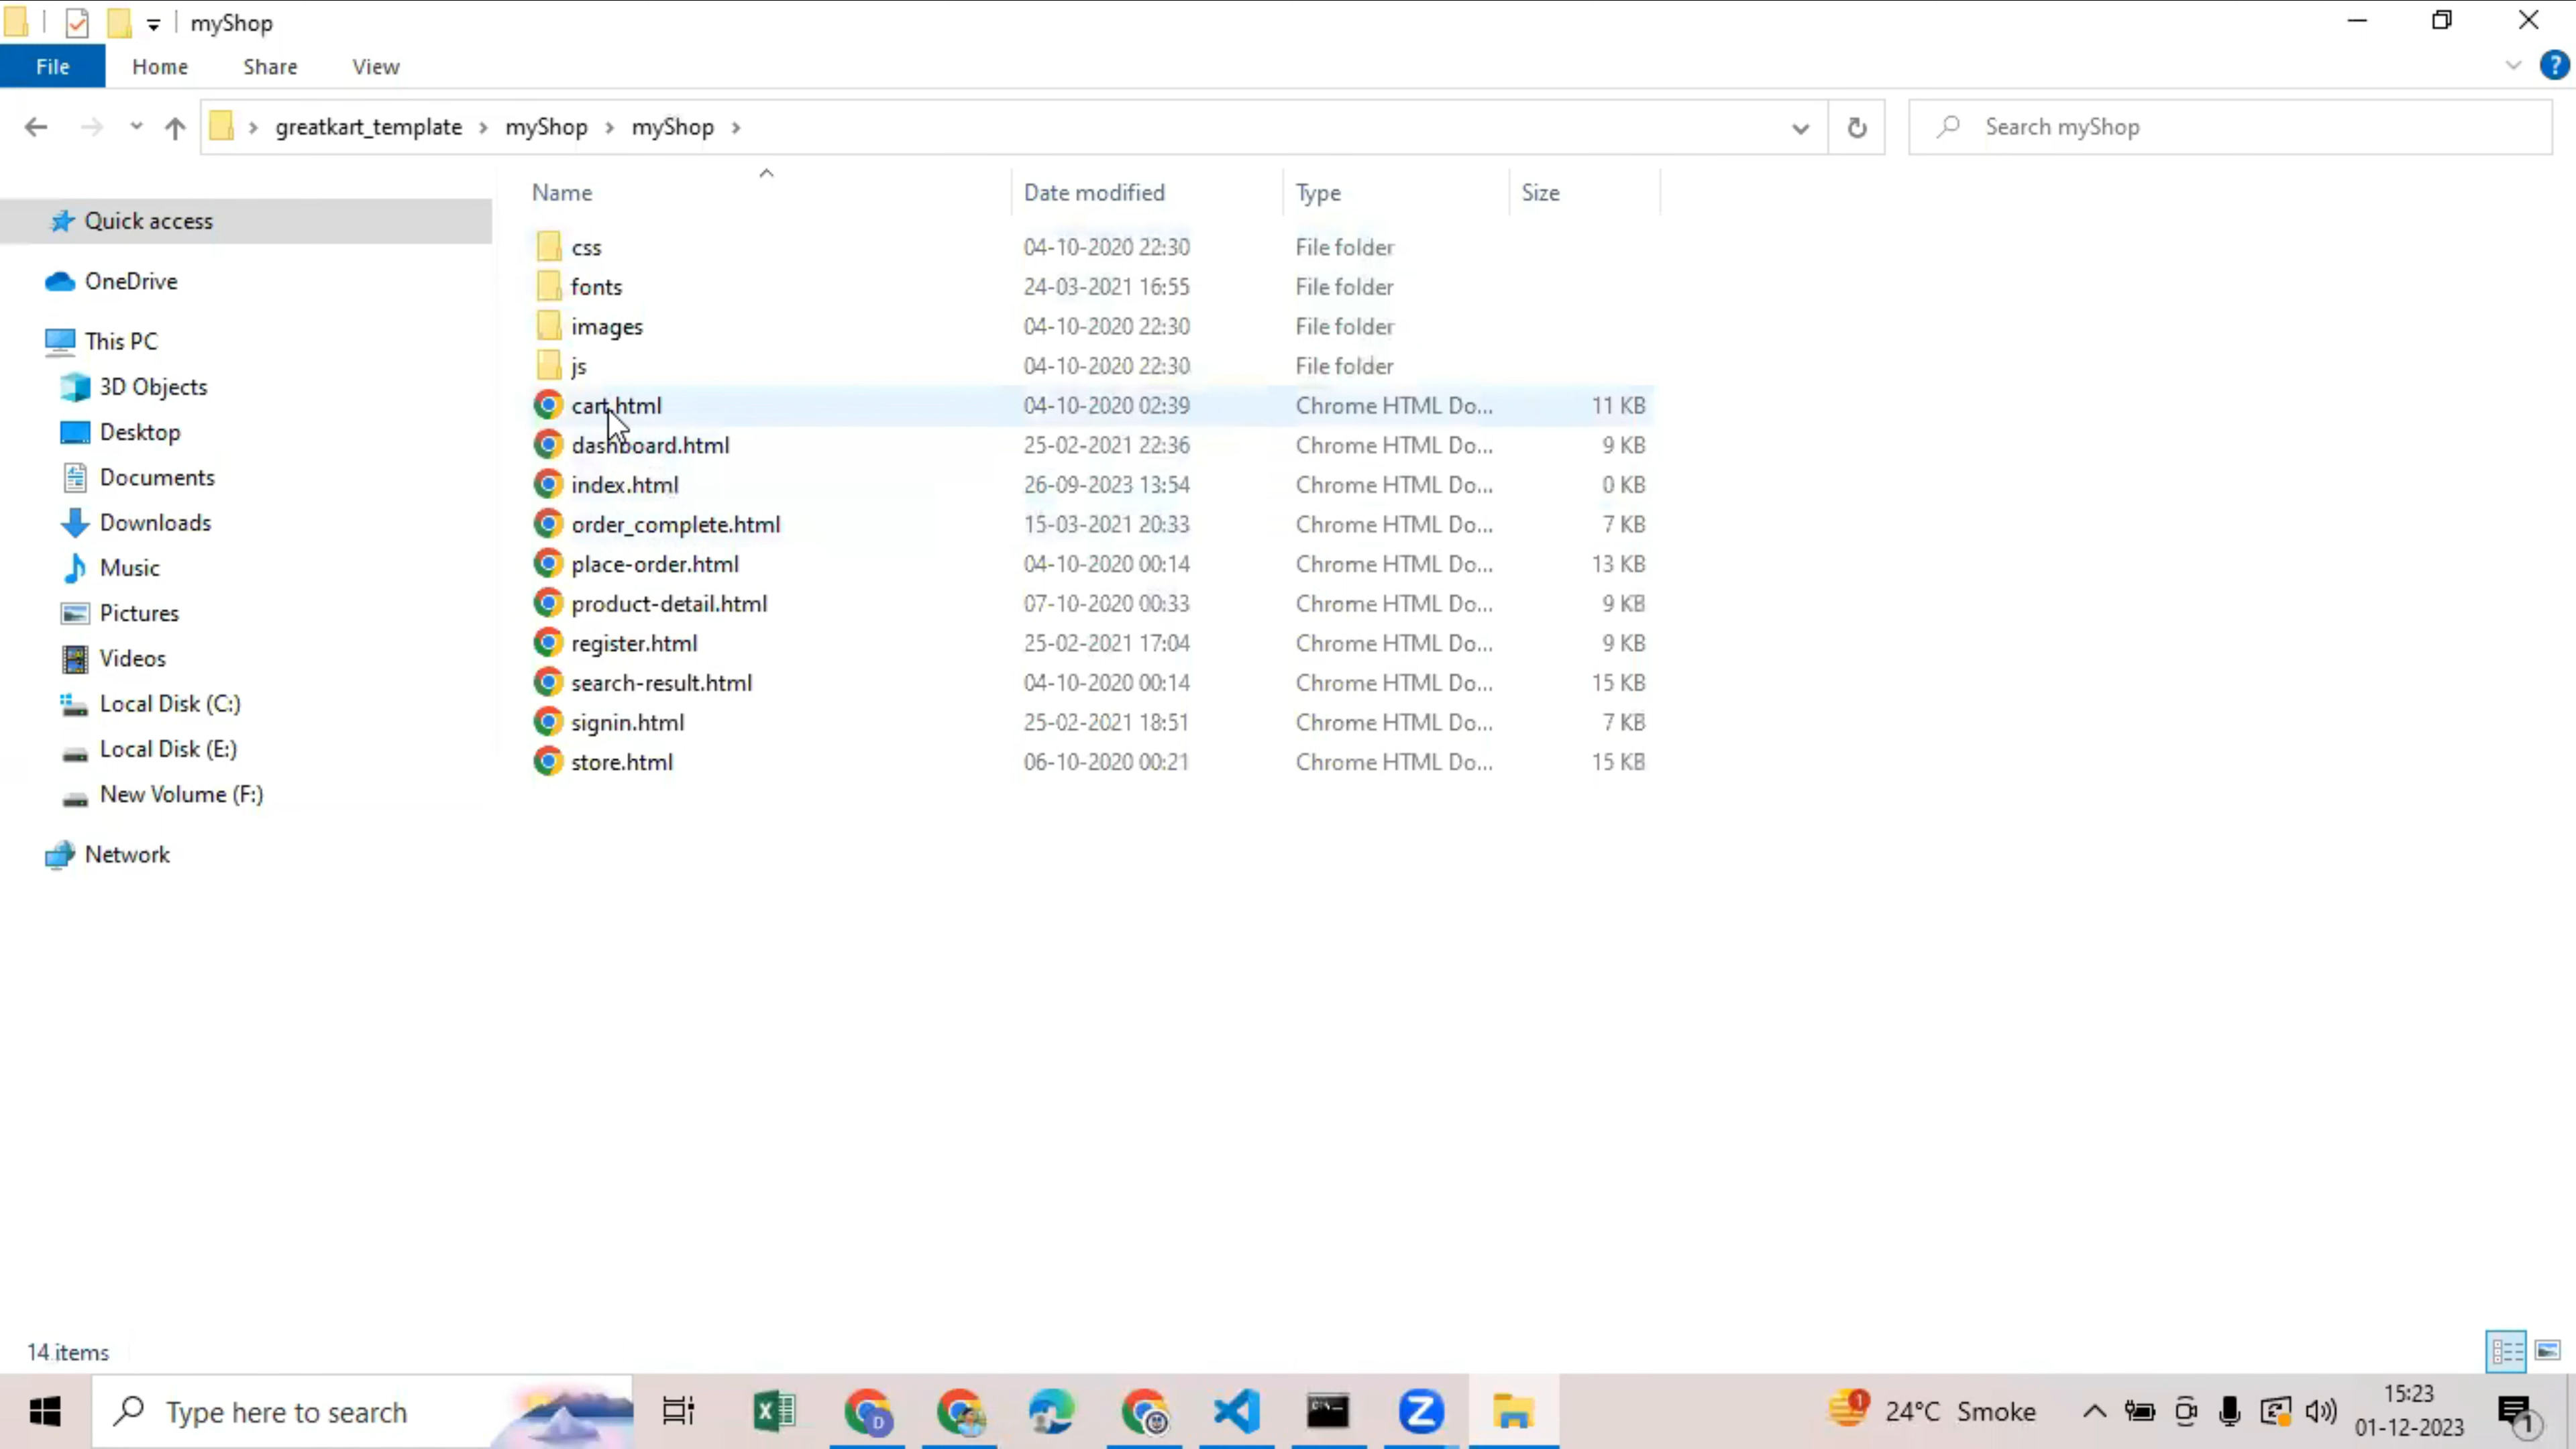 myShop
File Home Share View
greatkart_template myShop myShop
Search myShop
Name Date modified Type Size
Quick access
OneDrive
This PC
3D Objects
Desktop
Documents
Downloads
Music
Pictures
Videos
Local Disk (C:)
Local Disk (E:)
New Volume (F:)
Network
css 04-10-2020 22:30 File folder
fonts 24-03-2021 16:55 File folder
images 04-10-2020 22:30 File folder
js 04-10-2020 22:30 File folder
cart.html 04-10-2020 02:39 Chrome HTML Do... 11 KB
dashboard.html 25-02-2021 22:36 Chrome HTML Do... 9 KB
index.html 26-09-2023 13:54 Chrome HTML Do... 0 KB
order_complete.html 15-03-2021 20:33 Chrome HTML Do... 7 KB
place-order.html 04-10-2020 00:14 Chrome HTML Do... 13 KB
product-detail.html 07-10-2020 00:33 Chrome HTML Do... 9 KB
register.html 25-02-2021 17:04 Chrome HTML Do... 9 KB
search-result.html 04-10-2020 00:14 Chrome HTML Do... 15 KB
signin.html 25-02-2021 18:51 Chrome HTML Do... 7 KB
store.html 06-10-2020 00:21 Chrome HTML Do... 15 KB
14 items
Type here to search
24°C Smoke
15:23
01-12-2023